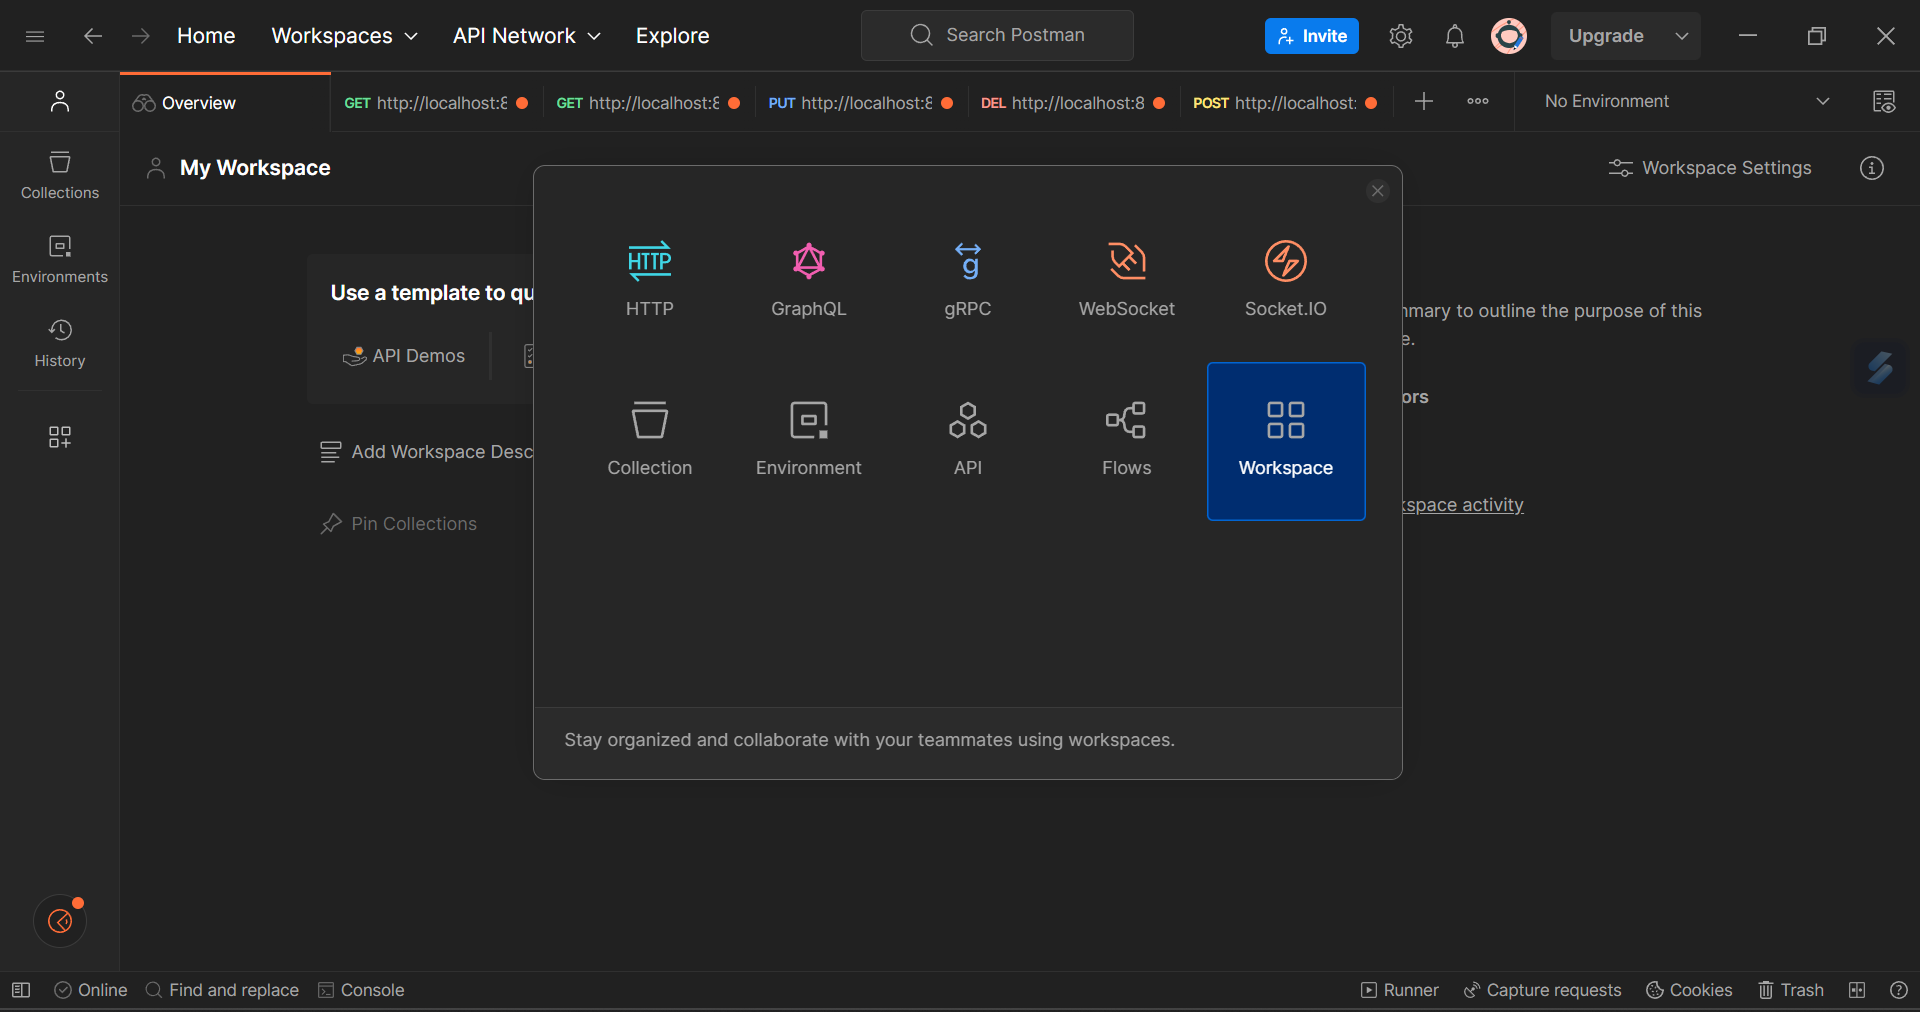 Home Workspaces API Network Explore Search Postman Invite Upgrade
Overview GET http://localhost:8 GET http://localhost:8 PUT http://localhost:8 DEL http://localhost:8 POST http://localhost: No Environment
My Workspace Workspace Settings
Collections
Environments
History
Use a template to qu
API Demos
Add Workspace Desc
Pin Collections
HTTP GraphQL gRPC WebSocket Socket.IO
Collection Environment API Flows Workspace
Stay organized and collaborate with your teammates using workspaces.
mmary to outline the purpose of this
e.
ors
kspace activity
Online Find and replace Console Runner Capture requests Cookies Trash